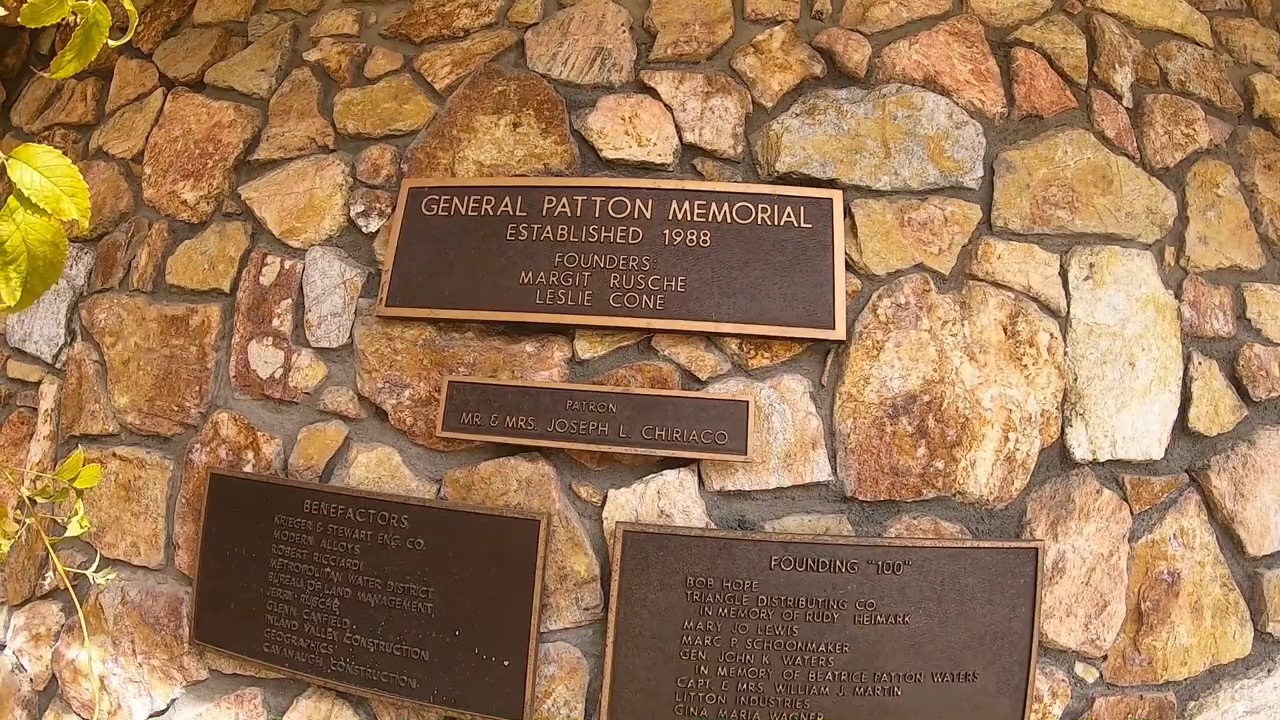 GENERAL PATTON MEMORIAL
ESTABLISHED 1988
FOUNDERS:
MARGIT RUSCHE
LESLIE CONE
PATRON
MR. & MRS. JOSEPH L. CHIRIACO
BENEFACTORS
KRIEGER & STEWART ENG. CO.
MODERN ALLOYS
ROBERT RICCIARDI
METROPOLITAN WATER DISTRICT
BUREAU OF LAND MANAGEMENT
JERRY RUSCHE
GLENN CANFIELD
INLAND VALLEY CONSTRUCTION
GEOGRAPHICS
CAVANAUGH CONSTRUCTION
FOUNDING "100"
BOB HOPE
TRIANGLE DISTRIBUTING CO.
IN MEMORY OF RUDY HEIMARK
MARY JO LEWIS
MARC P. SCHOONMAKER
GEN. JOHN K. WATERS
IN MEMORY OF BEATRICE PATTON WATERS
CAPT. & MRS. WILLIAM J. MARTIN
LITTON INDUSTRIES
GINA MARIA WAGNER